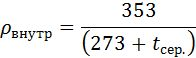 ρвнутр = 353 / (273 + tсер.)